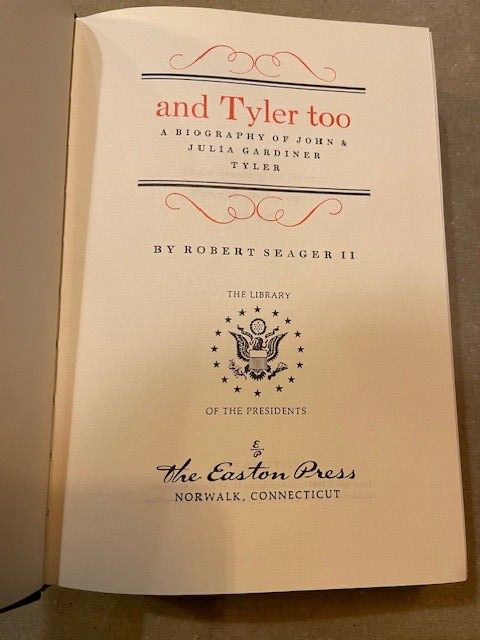 and Tyler too
A BIOGRAPHY OF JOHN &
JULIA GARDINER
TYLER
BY ROBERT SEAGER II
THE LIBRARY
OF THE PRESIDENTS
E
P
The Easton Press
NORWALK, CONNECTICUT